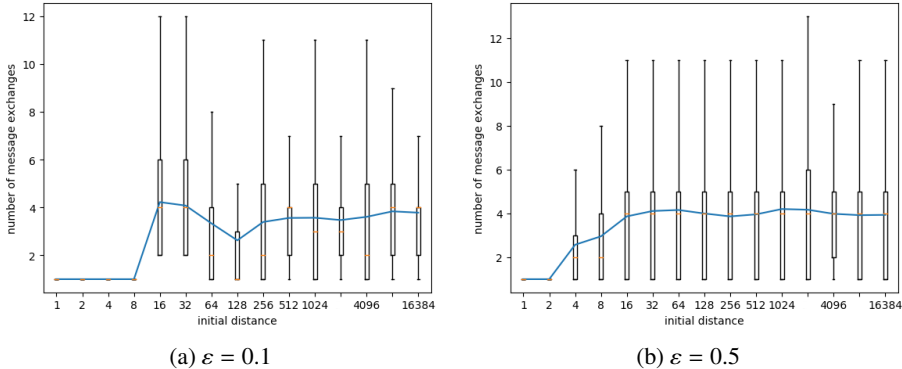 12
10
8
6
4
2
number of message exchanges
1 2 4 8 16 32 64 128 256 512 1024 4096 16384
initial distance
(a) ε = 0.1
12
10
8
6
4
2
number of message exchanges
1 2 4 8 16 32 64 128 256 512 1024 4096 16384
initial distance
(b) ε = 0.5